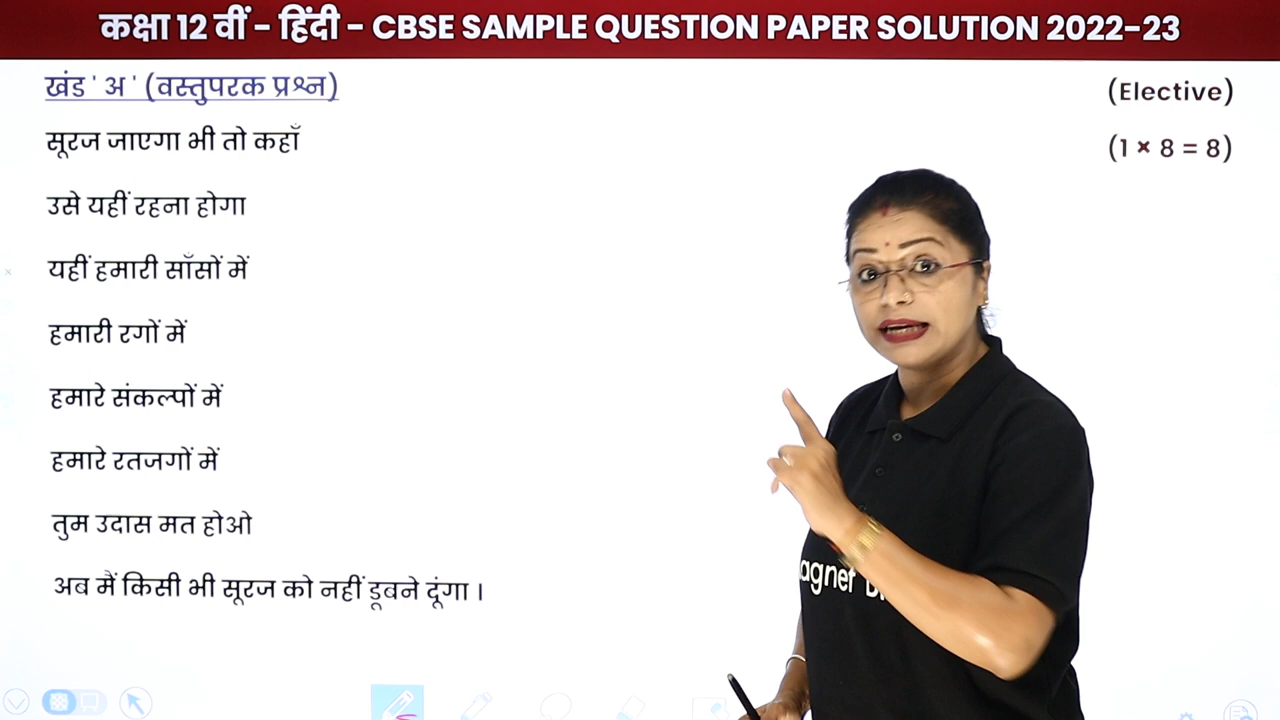 कक्षा 12 वीं - हिंदी - CBSE SAMPLE QUESTION PAPER SOLUTION 2022-23
खंड ' अ ' (वस्तुपरक प्रश्न)
(Elective)
सूरज जाएगा भी तो कहाँ
(1 × 8 = 8)
उसे यहीं रहना होगा
यहीं हमारी साँसों में
हमारी रगों में
हमारे संकल्पों में
हमारे रतजगों में
तुम उदास मत होओ
अब मैं किसी भी सूरज को नहीं डूबने दूंगा ।